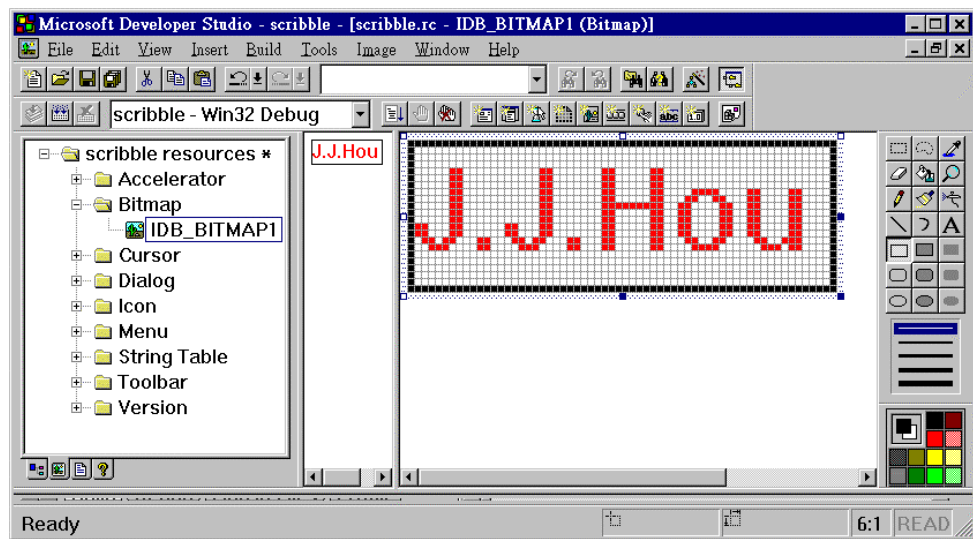 Microsoft Developer Studio - scribble - [scribble.rc - IDB_BITMAP1 (Bitmap)]
File Edit View Insert Build Tools Image Window Help
scribble - Win32 Debug
scribble resources *
Accelerator
Bitmap
IDB_BITMAP1
Cursor
Dialog
Icon
Menu
String Table
Toolbar
Version
J.J.Hou
J.J.Hou
A
Ready 6:1 READ